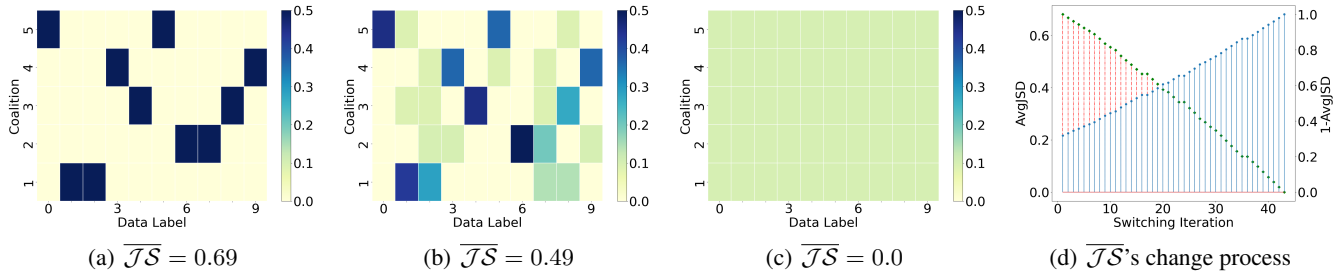 5
4
3
2
1
Coalition
0 3 6 9
Data Label
0.5
0.4
0.3
0.2
0.1
0.0
(a) \overline{𝒥𝒮} = 0.69
5
4
3
2
1
Coalition
0 3 6 9
Data Label
0.5
0.4
0.3
0.2
0.1
0.0
(b) \overline{𝒥𝒮} = 0.49
5
4
3
2
1
Coalition
0 3 6 9
Data Label
0.5
0.4
0.3
0.2
0.1
0.0
(c) \overline{𝒥𝒮} = 0.0
0.6
0.4
0.2
0.0
AvgJSD
0 10 20 30 40
Switching Iteration
1.0
0.8
0.6
0.4
0.2
0.0
1-AvgJSD
(d) \overline{𝒥𝒮}'s change process